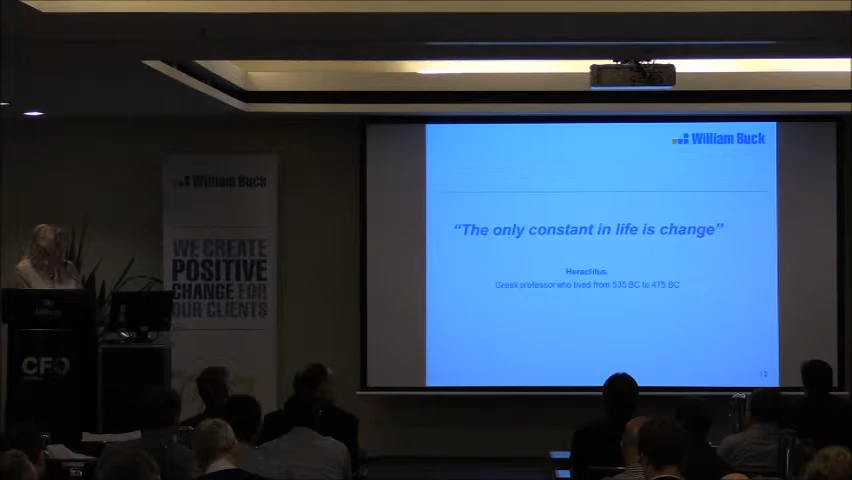 William Buck
“The only constant in life is change”
Heraclitus.
Greek professor who lived from 535 BC to 475 BC
2
William Buck
WE CREATE
POSITIVE
CHANGE FOR
OUR CLIENTS
CFO